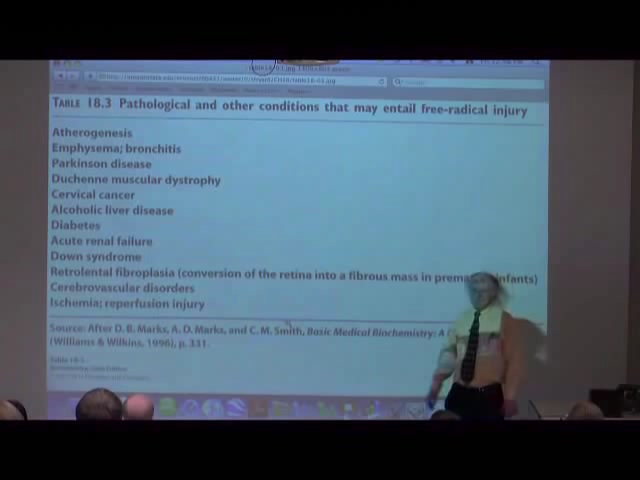 TABLE 18.3 Pathological and other conditions that may entail free-radical injury
Atherogenesis
Emphysema; bronchitis
Parkinson disease
Duchenne muscular dystrophy
Cervical cancer
Alcoholic liver disease
Diabetes
Acute renal failure
Down syndrome
Retrolental fibroplasia (conversion of the retina into a fibrous mass in prema infants)
Cerebrovascular disorders
Ischemia; reperfusion injury
Source: After D. B. Marks, A. D. Marks, and C. M. Smith, Basic Medical Biochemistry: A
(Williams & Wilkins, 1996), p. 331.
Table 18-3